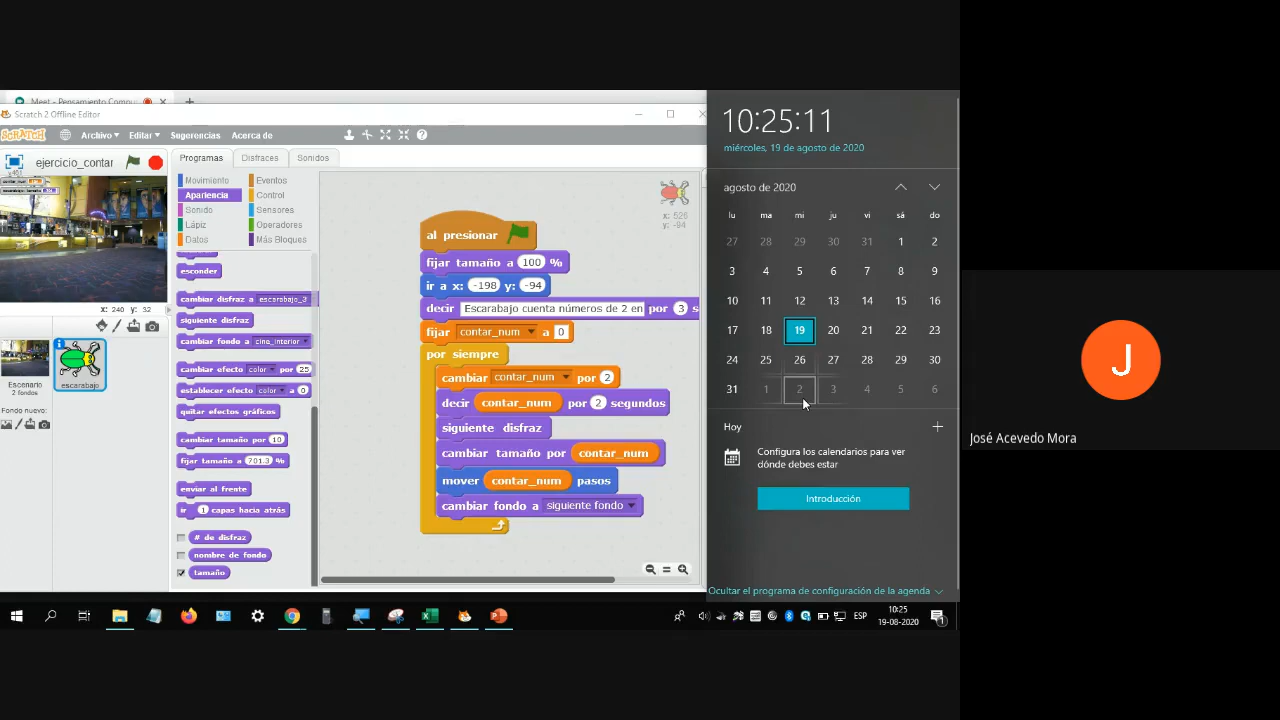 Meet - Pensamiento Compu
Scratch 2 Offline Editor
SCRATCH Archivo Editar Sugerencias Acerca de
ejercicio_contar
v461
Programas Disfraces Sonidos
Movimiento Eventos
Apariencia Control
Sonido Sensores
Lápiz Operadores
Datos Más Bloques
esconder
cambiar disfraz a escarabajo_3
siguiente disfraz
cambiar fondo a cine_interior
cambiar efecto color por 25
establecer efecto color a 0
quitar efectos gráficos
cambiar tamaño por 10
fijar tamaño a 201.3 %
enviar al frente
ir 1 capas hacia atrás
# de disfraz
nombre de fondo
tamaño
x: 240 y: 32
Escenario
2 fondos
escarabajo
Fondo nuevo:
x: 526
y: -94
al presionar
fijar tamaño a 100 %
ir a x: -198 y: -94
decir Escarabajo cuenta números de 2 en por 3 s
fijar contar_num a 0
por siempre
cambiar contar_num por 2
decir contar_num por 2 segundos
siguiente disfraz
cambiar tamaño por contar_num
mover contar_num pasos
cambiar fondo a siguiente fondo
10:25:11
miércoles, 19 de agosto de 2020
agosto de 2020
lu ma mi ju vi sá do
27 28 29 30 31 1 2
3 4 5 6 7 8 9
10 11 12 13 14 15 16
17 18 19 20 21 22 23
24 25 26 27 28 29 30
31 1 2 3 4 5 6
Hoy
Configura los calendarios para ver
dónde debes estar
Introducción
Ocultar el programa de configuración de la agenda
ESP
10:25
19-08-2020
1
J
José Acevedo Mora